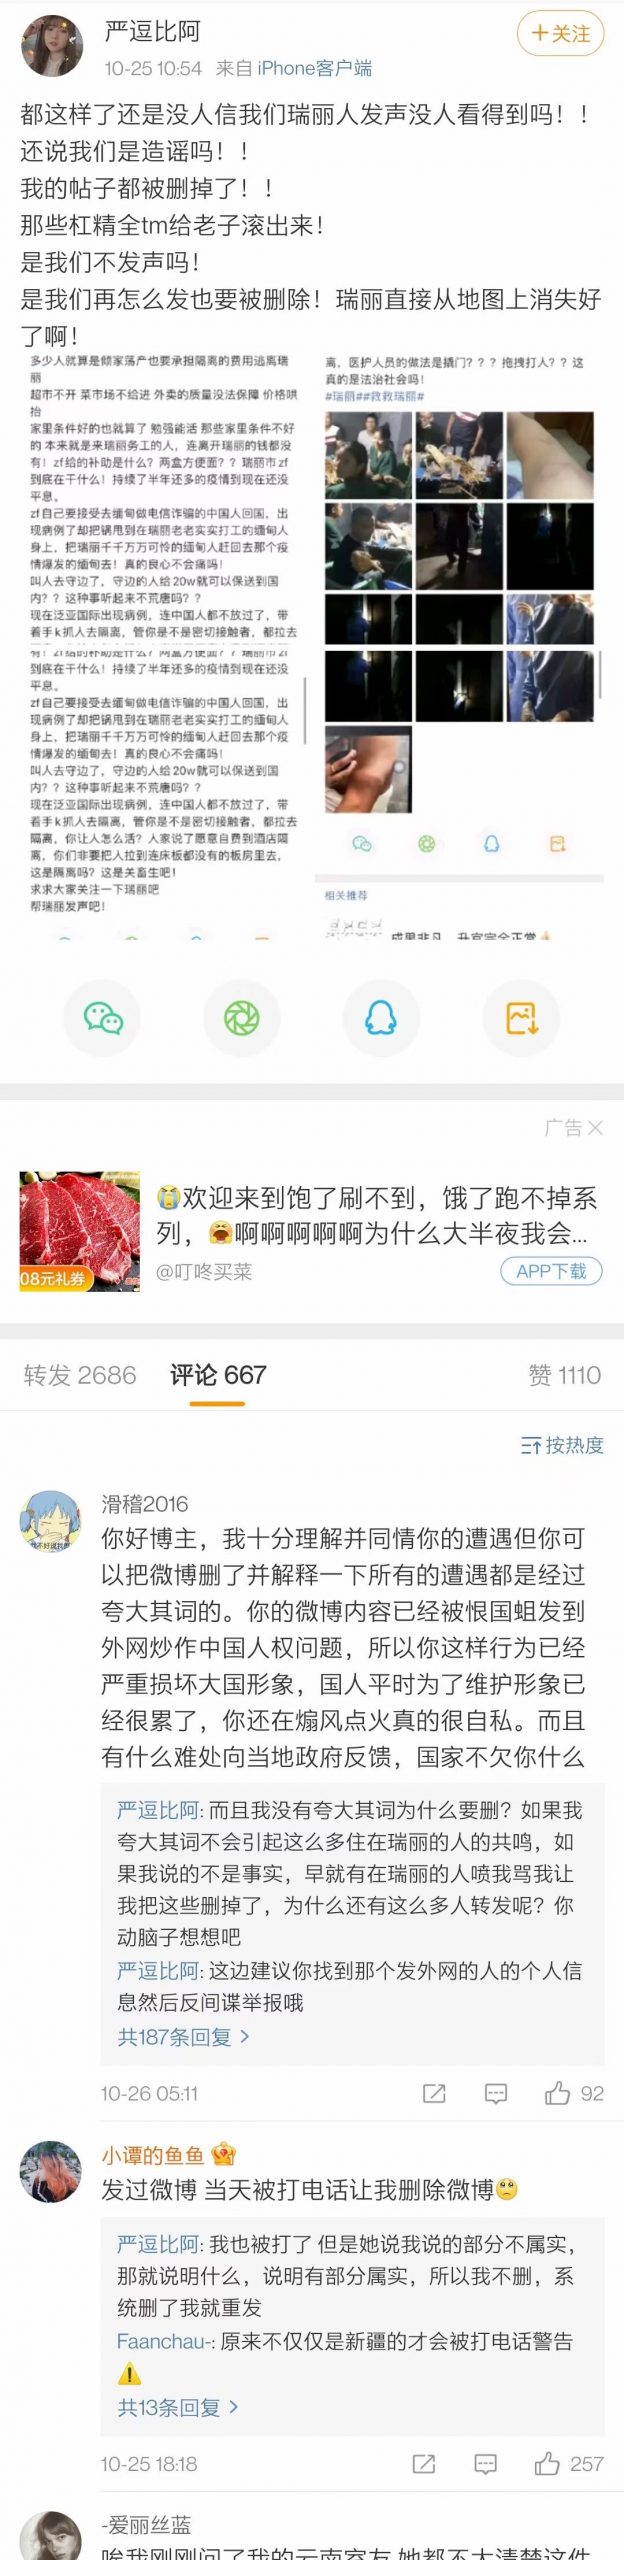 严逗比阿
+关注
10-25 10:54 来自 iPhone客户端
都这样了还是没人信我们瑞丽人发声没人看得到吗！！
还说我们是造谣吗！！
我的帖子都被删掉了！！
那些杠精全tm给老子滚出来！
是我们不发声吗！
是我们再怎么发也要被删除！瑞丽直接从地图上消失好
了啊！
多少人就算是倾家荡产也要承担隔离的费用逃离瑞
丽
超市不开 菜市场不给进 外卖的质量没法保障 价格哄
抬
家里条件好的也就算了 勉强能活 那些家里条件不好
的 本来就是来瑞丽务工的人，连离开瑞丽的钱都没
有！zf给的补助是什么？两盒方便面？？瑞丽市zf
到底在干什么！持续了半年还多的疫情到现在还没
平息。
zf自己要接受去缅甸做电信诈骗的中国人回国，出
现病例了却把锅甩到在瑞丽老老实实打工的缅甸人
身上，把瑞丽千千万万可怜的缅甸人赶回去那个疫
情爆发的缅甸去！真的良心不会痛吗！
叫人去守边了，守边的人给20w就可以保送到国
内？？这种事听起来不荒唐吗？？
现在泛亚国际出现病例，连中国人都不放过了，带
着手k抓人去隔离，管你是不是密切接触者，都拉去
有！zf给的补助是什么？两盒方便面？？瑞丽市zf
到底在干什么！持续了半年还多的疫情到现在还没
平息。
zf自己要接受去缅甸做电信诈骗的中国人回国，出
现病例了却把锅甩到在瑞丽老老实实打工的缅甸人
身上，把瑞丽千千万万可怜的缅甸人赶回去那个疫
情爆发的缅甸去！真的良心不会痛吗！
叫人去守边了，守边的人给20w就可以保送到国
内？？这种事听起来不荒唐吗？？
现在泛亚国际出现病例，连中国人都不放过了，带
着手k抓人去隔离，管你是不是密切接触者，都拉去
隔离，你让人怎么活？人家说了愿意自费到酒店隔
离，你们非要把人拉到连床板都没有的板房里去，
这是隔离吗？这是关畜生吧！
求求大家关注一下瑞丽吧
帮瑞丽发声吧！
离，医护人员的做法是撬门？？？拖拽打人？？这
真的是法治社会吗！
#瑞丽##救救瑞丽#
相关推荐
成果非凡，升官完全正常
广告
欢迎来到饱了刷不到，饿了跑不掉系
列，啊啊啊啊啊为什么大半夜我会...
08元礼券
@叮咚买菜
APP下载
转发 2686 评论 667 赞 1110
按热度
滑稽2016
你好博主，我十分理解并同情你的遭遇但你可
以把微博删了并解释一下所有的遭遇都是经过
夸大其词的。你的微博内容已经被恨国蛆发到
外网炒作中国人权问题，所以你这样行为已经
严重损坏大国形象，国人平时为了维护形象已
经很累了，你还在煽风点火真的很自私。而且
有什么难处向当地政府反馈，国家不欠你什么
严逗比阿: 而且我没有夸大其词为什么要删？如果我
夸大其词不会引起这么多住在瑞丽的人的共鸣，如
果我说的不是事实，早就有在瑞丽的人喷我骂我让
我把这些删掉了，为什么还有这么多人转发呢？你
动脑子想想吧
严逗比阿: 这边建议你找到那个发外网的人的个人信
息然后反间谍举报哦
共187条回复
10-26 05:11
92
小谭的鱼鱼
发过微博 当天被打电话让我删除微博
严逗比阿: 我也被打了 但是她说我说的部分不属实，
那就说明什么，说明有部分属实，所以我不删，系
统删了我就重发
Faanchau-: 原来不仅仅是新疆的才会被打电话警告
共13条回复
10-25 18:18
257
-爱丽丝蓝
唉我刚刚问了我的云南室友 她都不太清楚这件